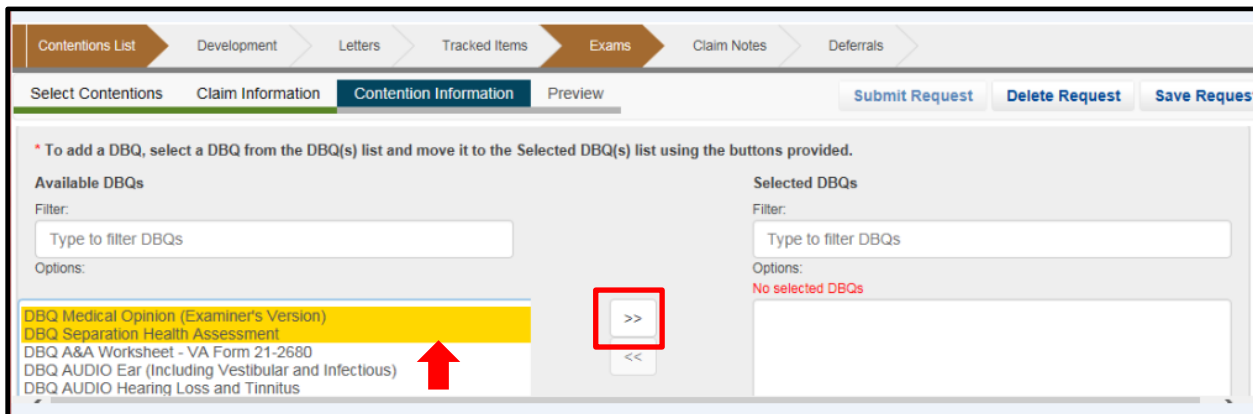 Contentions List Development Letters Tracked Items Exams Claim Notes Deferrals
Select Contentions Claim Information Contention Information Preview Submit Request Delete Request Save Reques
* To add a DBQ, select a DBQ from the DBQ(s) list and move it to the Selected DBQ(s) list using the buttons provided.
Available DBQs
Filter:
Type to filter DBQs
Options:
DBQ Medical Opinion (Examiner's Version)
DBQ Separation Health Assessment
DBQ A&A Worksheet - VA Form 21-2680
DBQ AUDIO Ear (Including Vestibular and Infectious)
DBQ AUDIO Hearing Loss and Tinnitus
>>
<<
Selected DBQs
Filter:
Type to filter DBQs
Options:
No selected DBQs